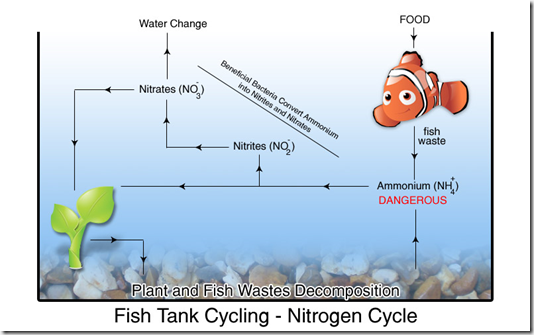 Water Change
FOOD
Beneficial Bacteria Convert Ammonium
into Nitrites and Nitrates
Nitrates (NO₃⁻)
fish
waste
Nitrites (NO₂⁻)
Ammonium (NH₄⁺)
DANGEROUS
Plant and Fish Wastes Decomposition
Fish Tank Cycling - Nitrogen Cycle